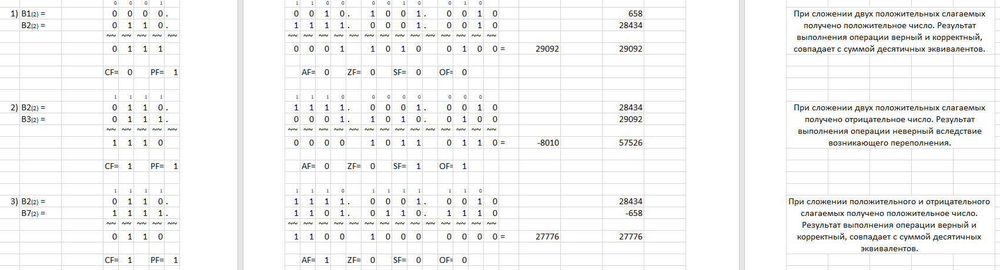 0 0 0 1 1 1 0 0 0 0 0 0 1 0
1) B1(2) = 0 0 0 0 . 0 0 1 0 . 1 0 0 1 . 0 0 1 0 658
B2(2) = 0 1 1 0 . 1 1 1 1 . 0 0 0 1 . 0 0 1 0 28434
~~ ~~ ~~ ~~ ~~ ~~ ~~ ~~ ~~ ~~ ~~ ~~ ~~ ~~ ~~ ~~ ~~ ~~ ~~
0 1 1 1 0 0 0 1 1 0 1 0 0 1 0 0 = 29092 29092
При сложении двух положительных слагаемых
получено положительное число. Результат
выполнения операции верный и корректный,
совпадает с суммой десятичных эквивалентов.
CF= 0 PF= 1 AF= 0 ZF= 0 SF= 0 OF= 0
1 1 1 1 1 1 1 0 0 0 0 0 0 0 0
2) B2(2) = 0 1 1 0 . 1 1 1 1 . 0 0 0 1 . 0 0 1 0 28434
B3(2) = 0 1 1 1 . 0 0 0 1 . 1 0 1 0 . 0 1 0 0 29092
~~ ~~ ~~ ~~ ~~ ~~ ~~ ~~ ~~ ~~ ~~ ~~ ~~ ~~ ~~ ~~ ~~ ~~ ~~
1 1 1 0 0 0 0 0 1 0 1 1 0 1 1 0 = -8010 57526
При сложении двух положительных слагаемых
получено отрицательное число. Результат
выполнения операции неверный вследствие
возникающего переполнения.
CF= 1 PF= 1 AF= 0 ZF= 0 SF= 1 OF= 1
1 1 1 1 1 1 1 0 1 1 1 1 1 1 0
3) B2(2) = 0 1 1 0 . 1 1 1 1 . 0 0 0 1 . 0 0 1 0 28434
B7(2) = 1 1 1 1 . 1 1 0 1 . 0 1 1 0 . 1 1 1 0 -658
~~ ~~ ~~ ~~ ~~ ~~ ~~ ~~ ~~ ~~ ~~ ~~ ~~ ~~ ~~ ~~ ~~ ~~ ~~
0 1 1 0 1 1 0 0 1 0 0 0 0 0 0 0 = 27776 27776
При сложении положительного и отрицательного
слагаемых получено положительное число.
Результат выполнения операции верный и
корректный, совпадает с суммой десятичных
эквивалентов.
CF= 1 PF= 1 AF= 1 ZF= 0 SF= 0 OF= 0